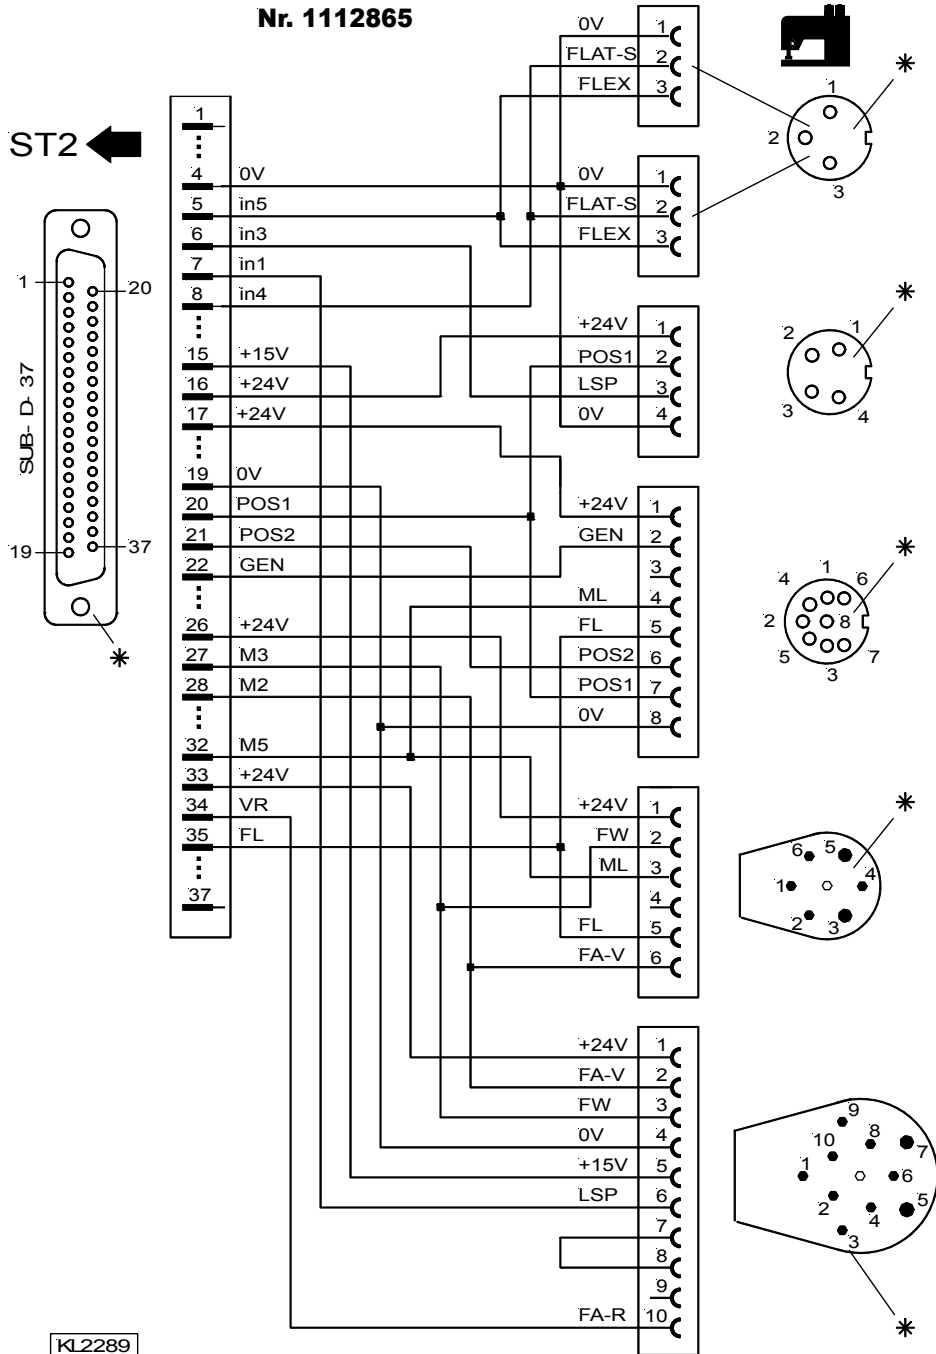 Nr. 1112865
ST2
SUB-D-37
1
20
19
37
1
4 0V
5 in5
6 in3
7 in1
8 in4
15 +15V
16 +24V
17 +24V
19 0V
20 POS1
21 POS2
22 GEN
26 +24V
27 M3
28 M2
32 M5
33 +24V
34 VR
35 FL
37
0V 1
FLAT-S 2
FLEX 3
0V 1
FLAT-S 2
FLEX 3
+24V 1
POS1 2
LSP 3
0V 4
+24V 1
GEN 2
3
ML 4
FL 5
POS2 6
POS1 7
0V 8
+24V 1
FW 2
ML 3
4
FL 5
FA-V 6
+24V 1
FA-V 2
FW 3
0V 4
+15V 5
LSP 6
7
8
9
FA-R 10
*
1
2
3
*
2 1
3 4
*
4 1 6
2 8
5 3 7
*
6 5
1 4
2 3
9
10 8 7
1 6
2 4 5
3
*
*
KL2289